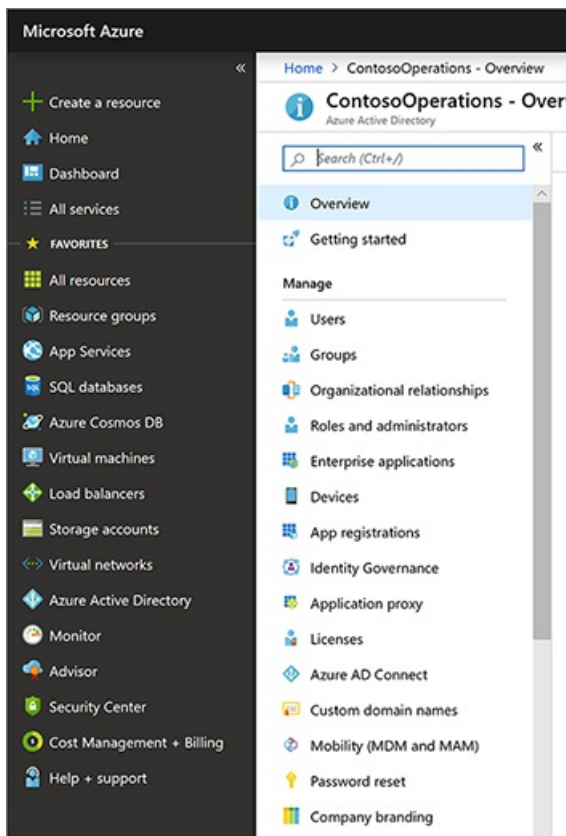 Microsoft Azure
«
Create a resource
Home
Dashboard
All services
FAVORITES
All resources
Resource groups
App Services
SQL databases
Azure Cosmos DB
Virtual machines
Load balancers
Storage accounts
Virtual networks
Azure Active Directory
Monitor
Advisor
Security Center
Cost Management + Billing
Help + support
Home > ContosoOperations - Overview
ContosoOperations - Over
Azure Active Directory
Search (Ctrl+/)
«
Overview
Getting started
Manage
Users
Groups
Organizational relationships
Roles and administrators
Enterprise applications
Devices
App registrations
Identity Governance
Application proxy
Licenses
Azure AD Connect
Custom domain names
Mobility (MDM and MAM)
Password reset
Company branding